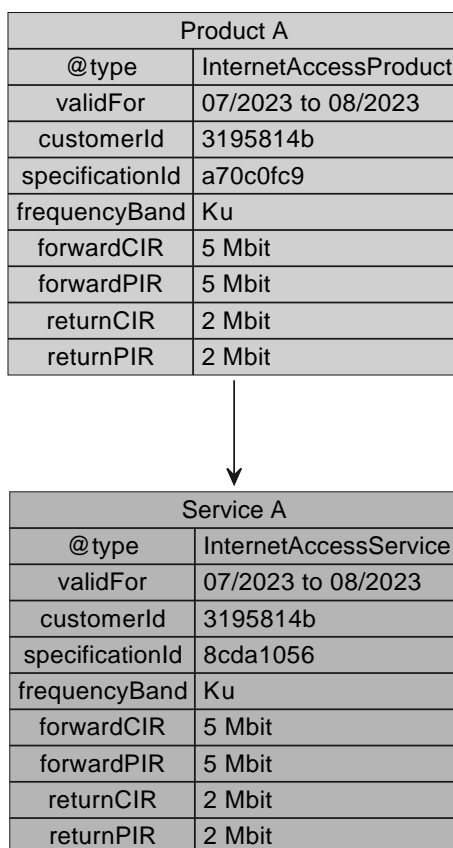 Product A
@type InternetAccessProduct
validFor 07/2023 to 08/2023
customerId 3195814b
specificationId a70c0fc9
frequencyBand Ku
forwardCIR 5 Mbit
forwardPIR 5 Mbit
returnCIR 2 Mbit
returnPIR 2 Mbit
Service A
@type InternetAccessService
validFor 07/2023 to 08/2023
customerId 3195814b
specificationId 8cda1056
frequencyBand Ku
forwardCIR 5 Mbit
forwardPIR 5 Mbit
returnCIR 2 Mbit
returnPIR 2 Mbit